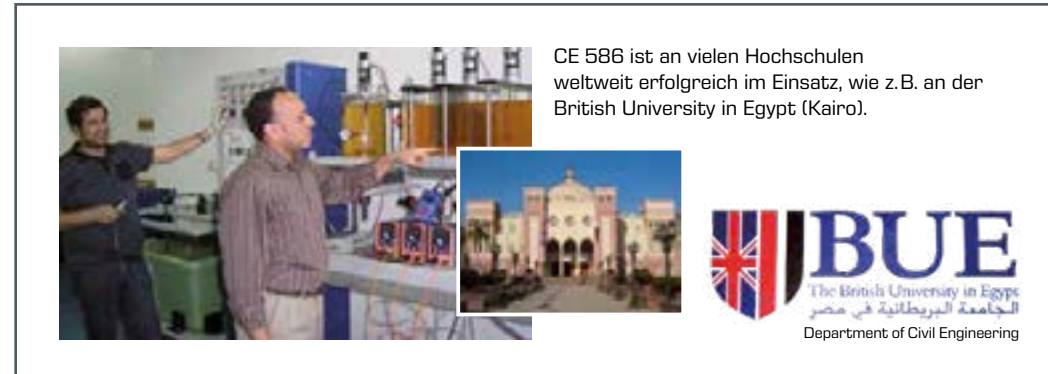 CE 586 ist an vielen Hochschulen
weltweit erfolgreich im Einsatz, wie z.B. an der
British University in Egypt (Kairo).
BUE
The British University in Egypt
الجامعة البريطانية في مصر
Department of Civil Engineering